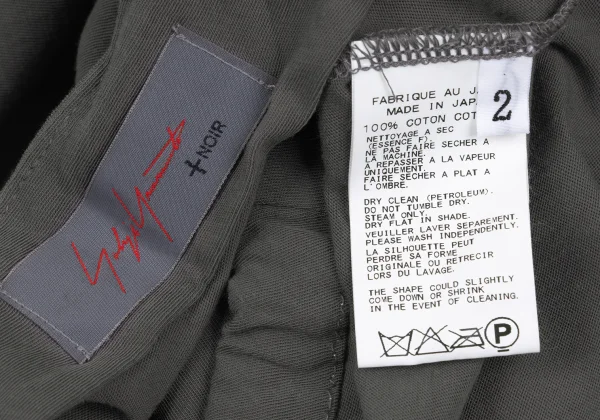 Yohji Yamamoto
+NOIR
2
FABRIQUE AU J
MADE IN JAP
100% COTON COT
NETTOYAGE A SEC
(ESSENCE F).
NE PAS FAIRE SECHER A
LA MACHINE.
A REPASSER A LA VAPEUR
UNIQUEMENT.
FAIRE SECHER A PLAT A
L'OMBRE.
DRY CLEAN (PETROLEUM).
DO NOT TUMBLE DRY.
STEAM ONLY.
DRY FLAT IN SHADE.
VEUILLER LAVER SEPAREMENT.
PLEASE WASH INDEPENDENTLY.
LA SILHOUETTE PEUT
PERDRE SA FORME
ORIGINALE OU RETRECIR
LORS DU LAVAGE.
THE SHAPE COULD SLIGHTLY
COME DOWN OR SHRINK
IN THE EVENT OF CLEANING.
P